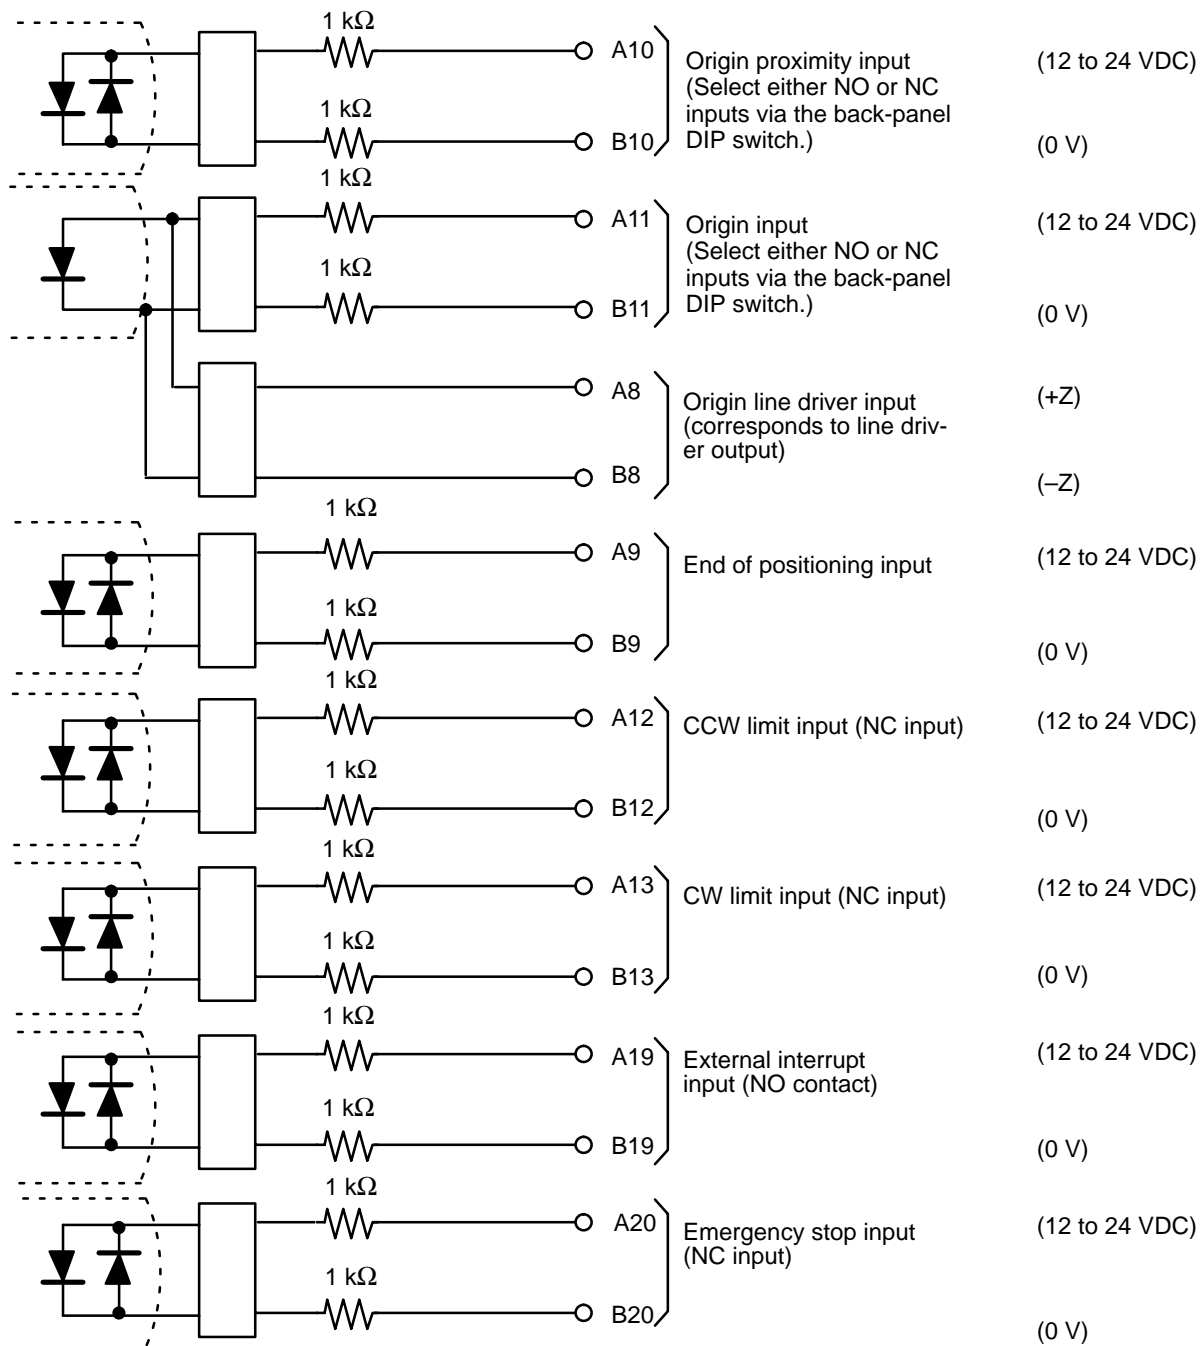 1 kΩ
A10
Origin proximity input
(Select either NO or NC
inputs via the back-panel
DIP switch.)
(12 to 24 VDC)
1 kΩ
B10
(0 V)
1 kΩ
A11
Origin input
(Select either NO or NC
inputs via the back-panel
DIP switch.)
(12 to 24 VDC)
1 kΩ
B11
(0 V)
A8
Origin line driver input
(corresponds to line driv-
er output)
(+Z)
B8
(–Z)
1 kΩ
A9
End of positioning input
(12 to 24 VDC)
1 kΩ
B9
(0 V)
1 kΩ
A12
CCW limit input (NC input)
(12 to 24 VDC)
1 kΩ
B12
(0 V)
1 kΩ
A13
CW limit input (NC input)
(12 to 24 VDC)
1 kΩ
B13
(0 V)
1 kΩ
A19
External interrupt
input (NO contact)
(12 to 24 VDC)
1 kΩ
B19
(0 V)
1 kΩ
A20
Emergency stop input
(NC input)
(12 to 24 VDC)
1 kΩ
B20
(0 V)